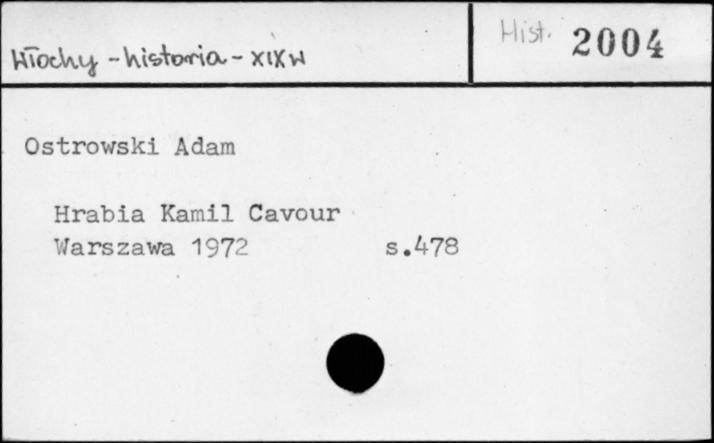 Włochy - historia - XIX w
Hist. 2004
Ostrowski Adam
Hrabia Kamil Cavour
Warszawa 1972 s.478